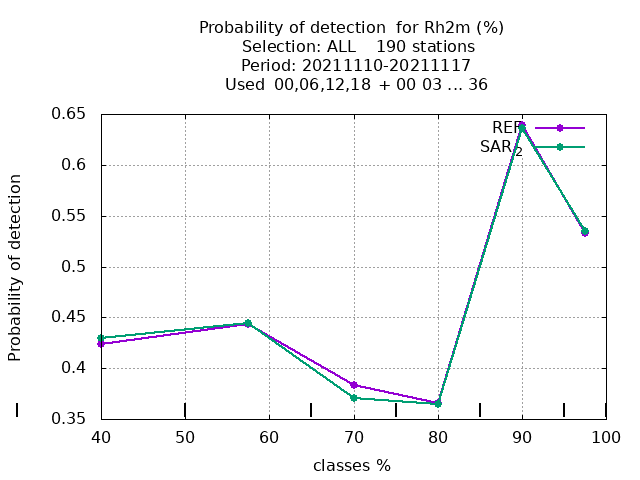 Probability of detection for Rh2m (%)
Selection: ALL 190 stations
Period: 20211110-20211117
Used 00,06,12,18 + 00 03 ... 36
REF
SAR2
Probability of detection
0.65
0.6
0.55
0.5
0.45
0.4
0.35
40 50 60 70 80 90 100
classes %